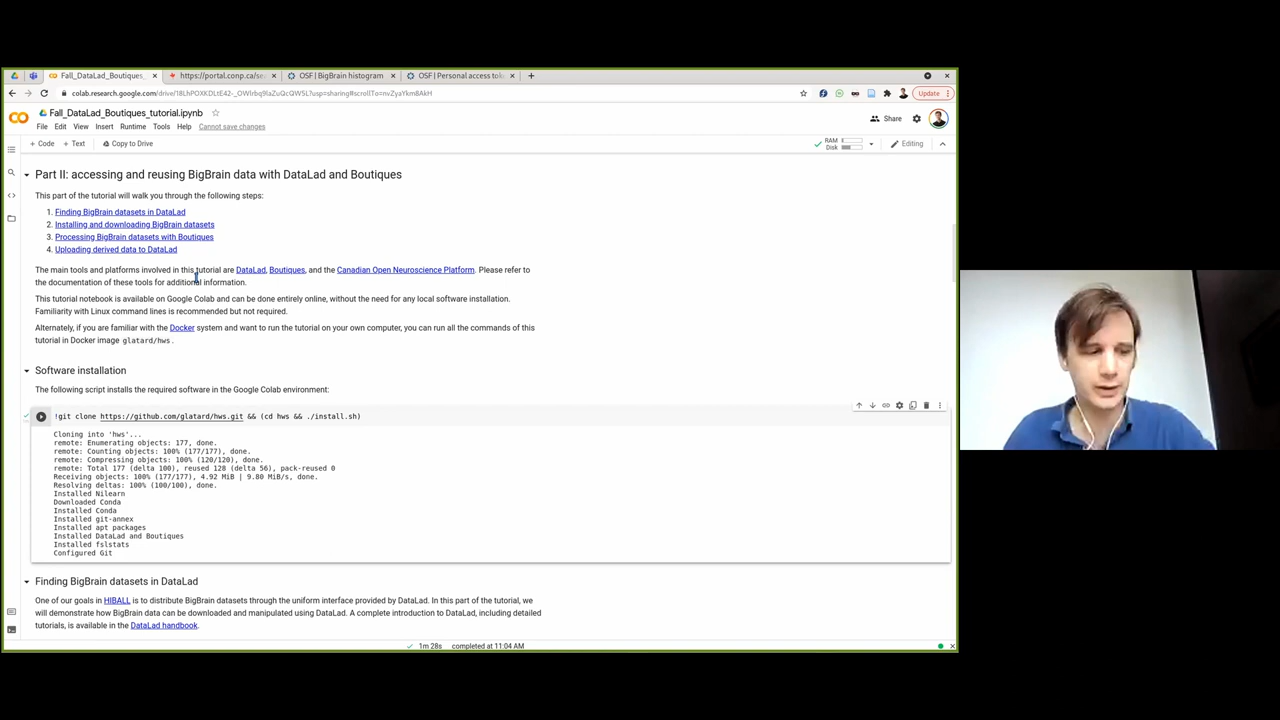 Fall_DataLad_Boutiques_
https://portal.conp.ca/se
OSF | BigBrain histogram
OSF | Personal access tok
colab.research.google.com/drive/
?usp=sharing#scrollTo=nvZyaYkm8AkH
Update
Fall_DataLad_Boutiques_tutorial.ipynb
Share
File Edit View Insert Runtime Tools Help Cannot save changes
+ Code + Text Copy to Drive
RAM
Disk
Editing
Part II: accessing and reusing BigBrain data with DataLad and Boutiques
This part of the tutorial will walk you through the following steps:
1. Finding BigBrain datasets in DataLad
2. Installing and downloading BigBrain datasets
3. Processing BigBrain datasets with Boutiques
4. Uploading derived data to DataLad
The main tools and platforms involved in this tutorial are DataLad, Boutiques, and the Canadian Open Neuroscience Platform. Please refer to
the documentation of these tools for additional information.
This tutorial notebook is available on Google Colab and can be done entirely online, without the need for any local software installation.
Familiarity with Linux command lines is recommended but not required.
Alternately, if you are familiar with the Docker system and want to run the tutorial on your own computer, you can run all the commands of this
tutorial in Docker image glatard/hws.
Software installation
The following script installs the required software in the Google Colab environment:
!git clone https://github.com/glatard/hws.git && (cd hws && ./install.sh)
Cloning into 'hws'...
remote: Enumerating objects: 177, done.
remote: Counting objects: 100% (177/177), done.
remote: Compressing objects: 100% (120/120), done.
remote: Total 177 (delta 100), reused 128 (delta 56), pack-reused 0
Receiving objects: 100% (177/177), 4.92 MiB | 9.80 MiB/s, done.
Resolving deltas: 100% (100/100), done.
Installed Nilearn
Downloaded Conda
Installed Conda
Installed git-annex
Installed apt packages
Installed DataLad and Boutiques
Installed fslstats
Configured Git
Finding BigBrain datasets in DataLad
One of our goals in HIBALL is to distribute BigBrain datasets through the uniform interface provided by DataLad. In this part of the tutorial, we
will demonstrate how BigBrain data can be downloaded and manipulated using DataLad. A complete introduction to DataLad, including detailed
tutorials, is available in the DataLad handbook.
1m 28s completed at 11:04 AM